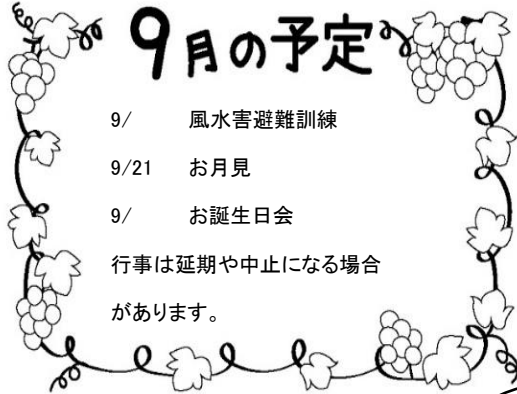 9月の予定
9/　　風水害避難訓練
9/21　お月見
9/　　お誕生日会
行事は延期や中止になる場合
があります。